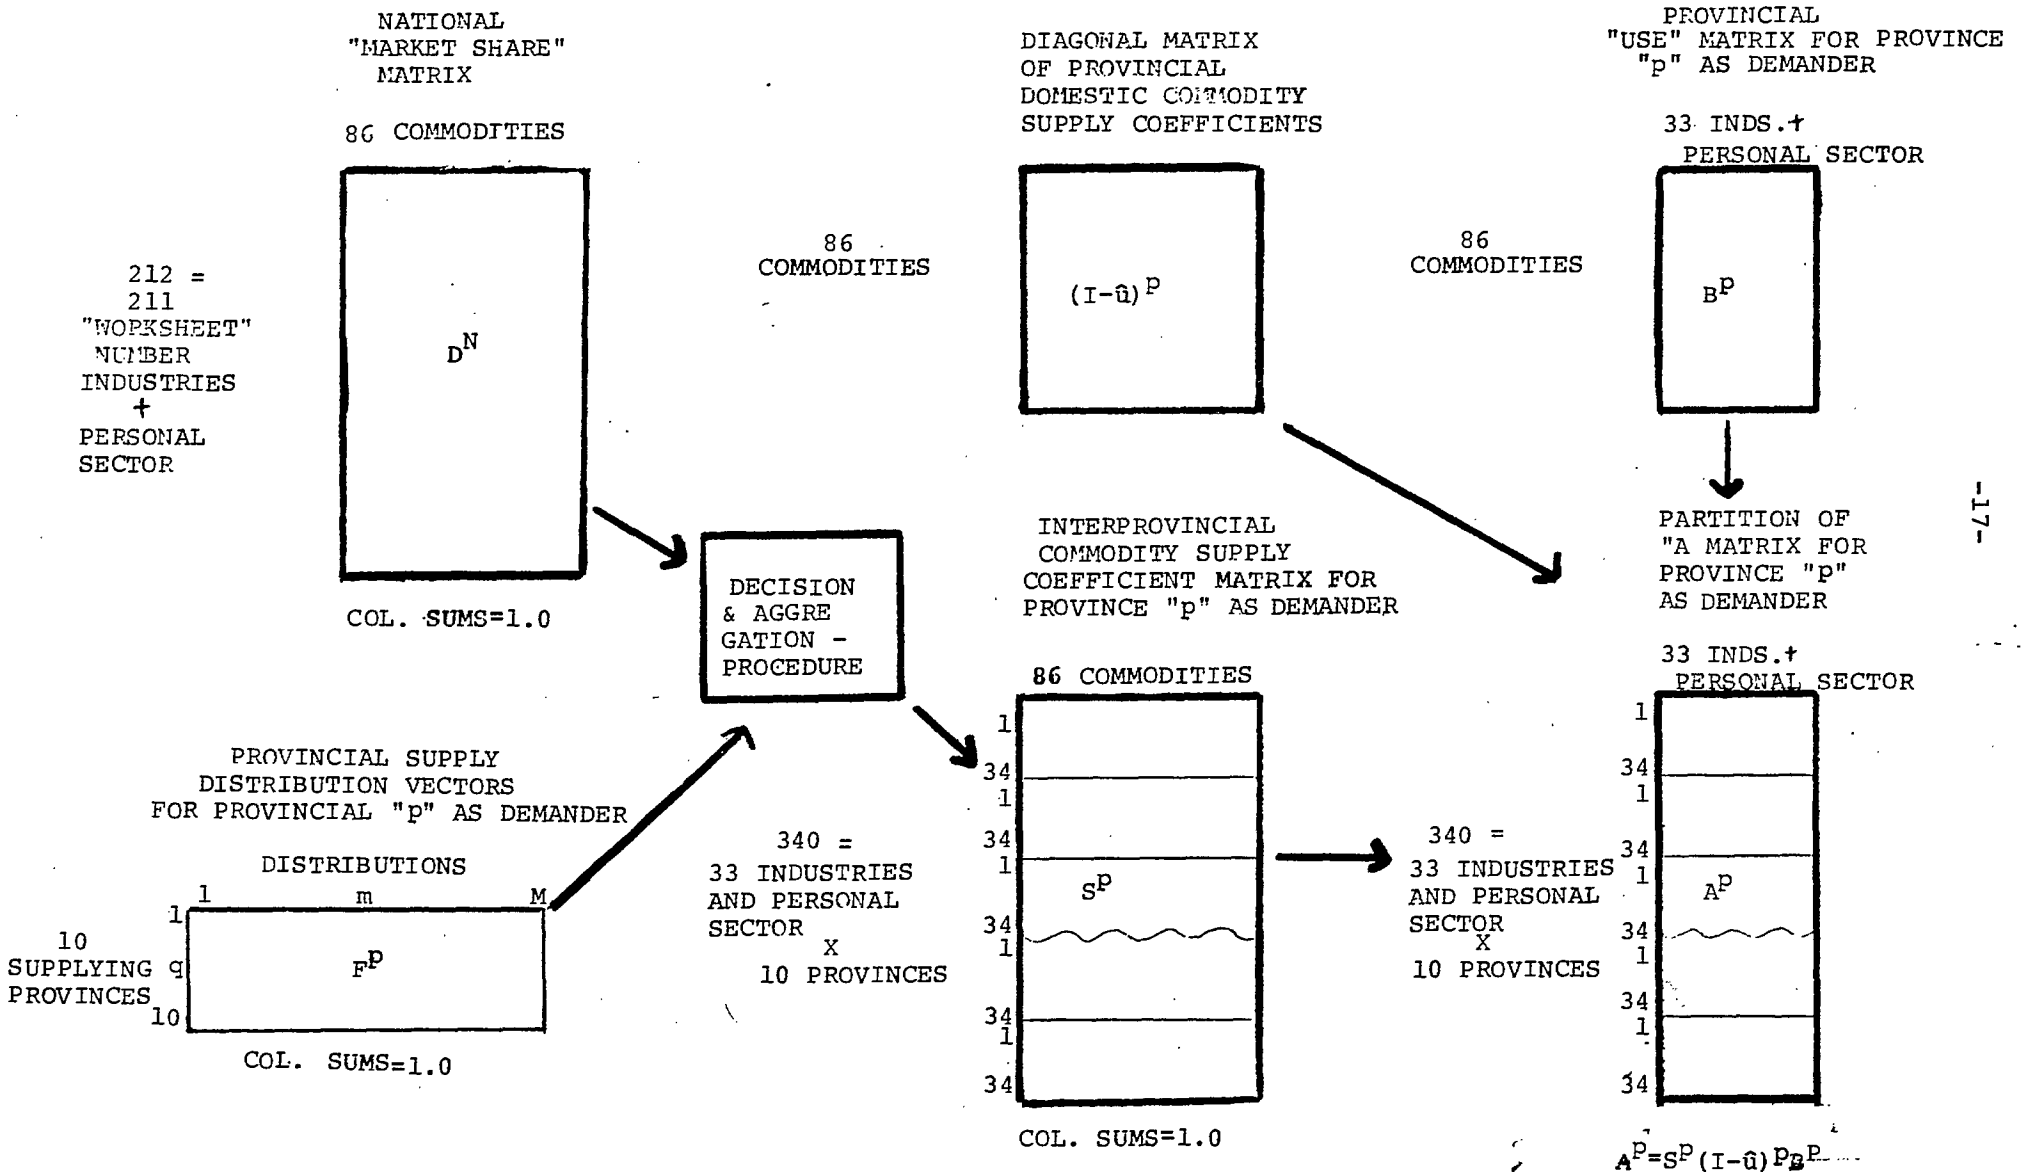 NATIONAL
"MARKET SHARE"
MATRIX
86 COMMODITIES
212 =
211
"WORKSHEET"
NUMBER
INDUSTRIES
+
PERSONAL
SECTOR
D^N
COL. SUMS=1.0
PROVINCIAL SUPPLY
DISTRIBUTION VECTORS
FOR PROVINCIAL "p" AS DEMANDER
DISTRIBUTIONS
1 m M
1
10
SUPPLYING q
PROVINCES
10
F^p
COL. SUMS=1.0
DECISION
& AGGRE
GATION -
PROCEDURE
DIAGONAL MATRIX
OF PROVINCIAL
DOMESTIC COMMODITY
SUPPLY COEFFICIENTS
86
COMMODITIES
(I-û)^p
INTERPROVINCIAL
COMMODITY SUPPLY
COEFFICIENT MATRIX FOR
PROVINCE "p" AS DEMANDER
86 COMMODITIES
340 =
33 INDUSTRIES
AND PERSONAL
SECTOR
X
10 PROVINCES
1
34
1
34
1
S^p
34
1
34
1
34
COL. SUMS=1.0
PROVINCIAL
"USE" MATRIX FOR PROVINCE
"p" AS DEMANDER
33 INDS.+
PERSONAL SECTOR
86
COMMODITIES
B^p
PARTITION OF
"A MATRIX FOR
PROVINCE "p"
AS DEMANDER
33 INDS.+
PERSONAL SECTOR
340 =
33 INDUSTRIES
AND PERSONAL
SECTOR
X
10 PROVINCES
1
34
1
34
1
A^p
34
1
34
1
34
A^p=S^p(I-û)^pB^p
-17-